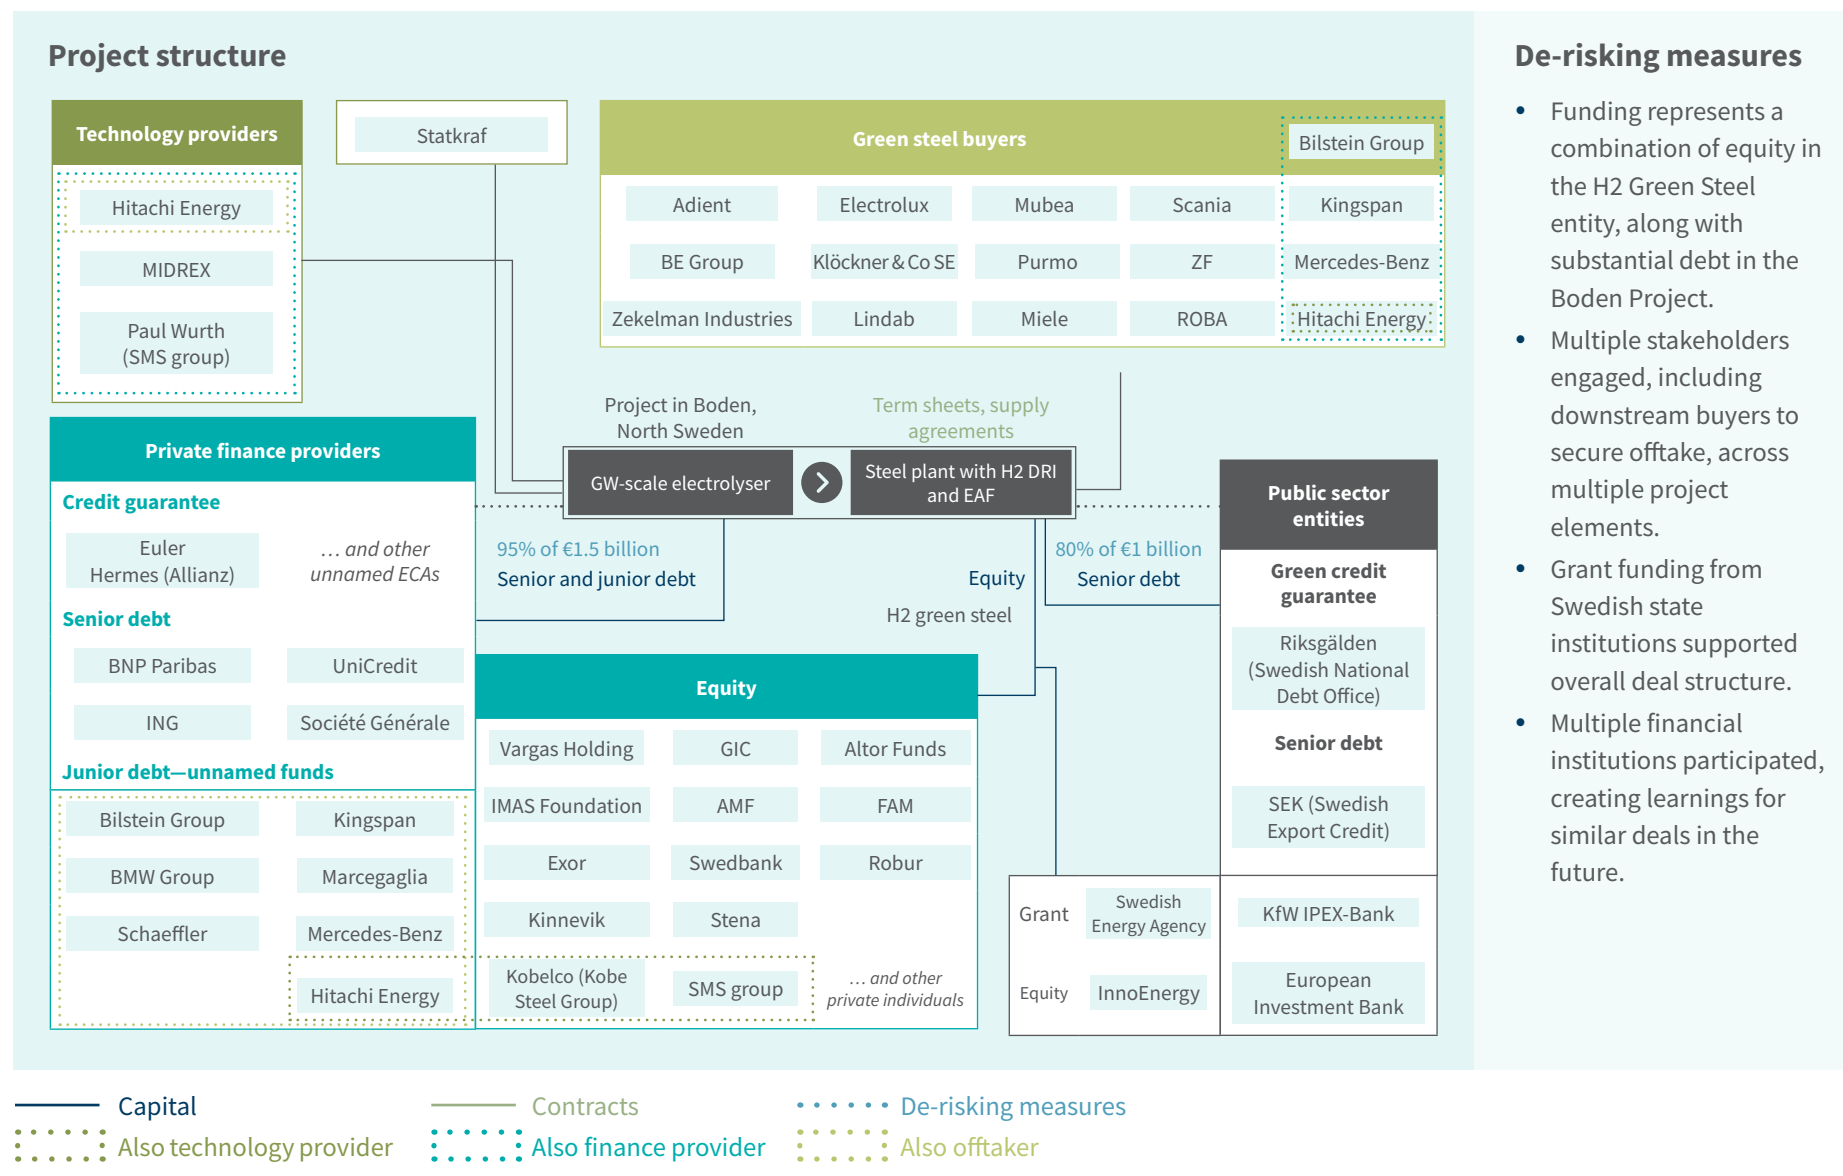 Project structure
Technology providers
Hitachi Energy
MIDREX
Paul Wurth
(SMS group)
Statkraf
Green steel buyers
Bilstein Group
Adient
Electrolux
Mubea
Scania
Kingspan
BE Group
Klöckner & Co SE
Purmo
ZF
Mercedes-Benz
Zekelman Industries
Lindab
Miele
ROBA
Hitachi Energy
Project in Boden,
North Sweden
Term sheets, supply
agreements
GW-scale electrolyser
Steel plant with H2 DRI
and EAF
Private finance providers
Credit guarantee
Euler
Hermes (Allianz)
... and other
unnamed ECAs
Senior debt
BNP Paribas
UniCredit
ING
Société Générale
Junior debt—unnamed funds
Bilstein Group
Kingspan
BMW Group
Marcegaglia
Schaeffler
Mercedes-Benz
Hitachi Energy
95% of €1.5 billion
Senior and junior debt
Equity
H2 green steel
80% of €1 billion
Senior debt
Equity
Vargas Holding
GIC
Altor Funds
IMAS Foundation
AMF
FAM
Exor
Swedbank
Robur
Kinnevik
Stena
Kobelco (Kobe
Steel Group)
SMS group
... and other
private individuals
Public sector
entities
Green credit
guarantee
Riksgälden
(Swedish National
Debt Office)
Senior debt
SEK (Swedish
Export Credit)
Grant
Swedish
Energy Agency
KfW IPEX-Bank
Equity
InnoEnergy
European
Investment Bank
De-risking measures
• Funding represents a
combination of equity in
the H2 Green Steel
entity, along with
substantial debt in the
Boden Project.
• Multiple stakeholders
engaged, including
downstream buyers to
secure offtake, across
multiple project
elements.
• Grant funding from
Swedish state
institutions supported
overall deal structure.
• Multiple financial
institutions participated,
creating learnings for
similar deals in the
future.
Capital
Contracts
De-risking measures
Also technology provider
Also finance provider
Also offtaker